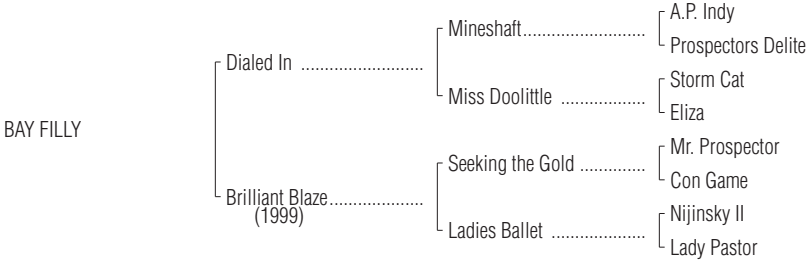 A.P. Indy
Mineshaft..........................
Prospectors Delite
Dialed In ..........................
Storm Cat
Miss Doolittle ..................
Eliza
BAY FILLY
Mr. Prospector
Seeking the Gold ..............
Con Game
Brilliant Blaze....................
(1999)
Nijinsky II
Ladies Ballet ....................
Lady Pastor